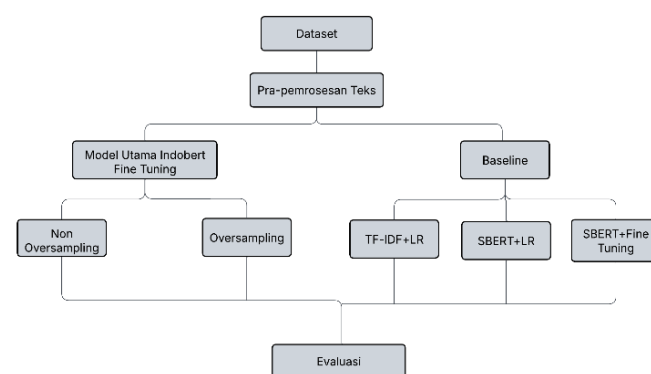 Dataset
Pra-pemrosesan Teks
Model Utama Indobert
Fine Tuning
Baseline
Non
Oversampling
Oversampling
TF-IDF+LR
SBERT+LR
SBERT+Fine
Tuning
Evaluasi